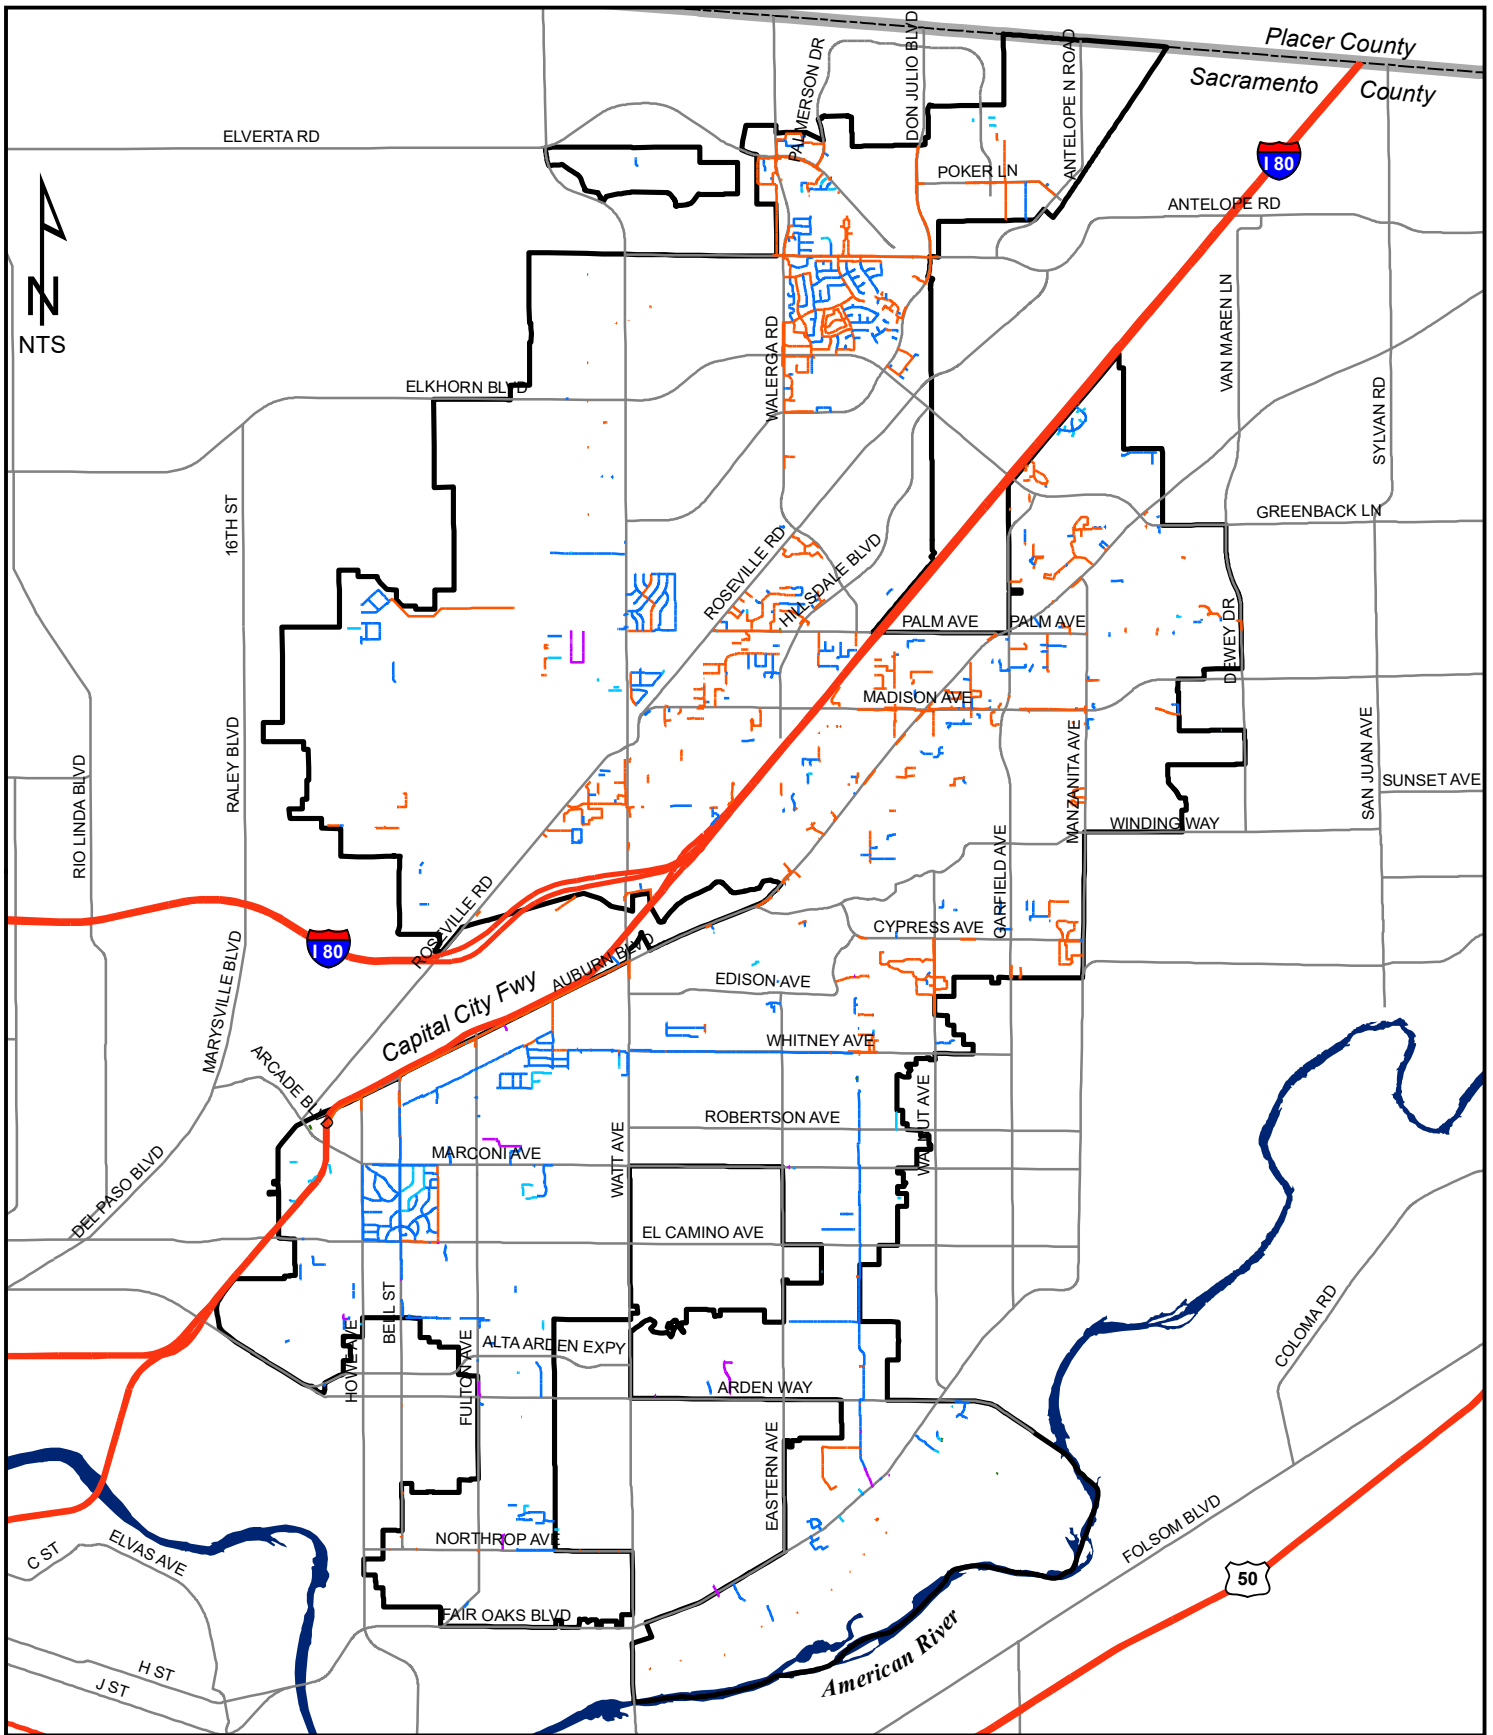 Placer County
Sacramento County
PALMERSON DR
DON JULIO BLVD
ANTELOPE N ROAD
ELVERTA RD
I 80
POKER LN
ANTELOPE RD
N
NTS
VAN MAREN LN
WALERGA RD
ELKHORN BLVD
SYLVAN RD
16TH ST
GREENBACK LN
ROSEVILLE RD
HILLSDALE BLVD
PALM AVE
PALM AVE
DEWEY DR
MADISON AVE
RALEY BLVD
RIO LINDA BLVD
MANZANITA AVE
SAN JUAN AVE
SUNSET AVE
WINDING WAY
GARFIELD AVE
ROSEVILLE RD
CYPRESS AVE
I 80
AUBURN BLVD
EDISON AVE
MARYSVILLE BLVD
Capital City Fwy
WHITNEY AVE
ARCADE BLVD
WALNUT AVE
ROBERTSON AVE
MARCONI AVE
WATT AVE
DEL PASO BLVD
EL CAMINO AVE
BELL ST
HOWE AVE
FULTON AVE
ALTA ARDEN EXPY
COLOMA RD
ARDEN WAY
EASTERN AVE
FOLSOM BLVD
NORTHROP AVE
C ST
ELVAS AVE
50
FAIR OAKS BLVD
American River
H ST
J ST